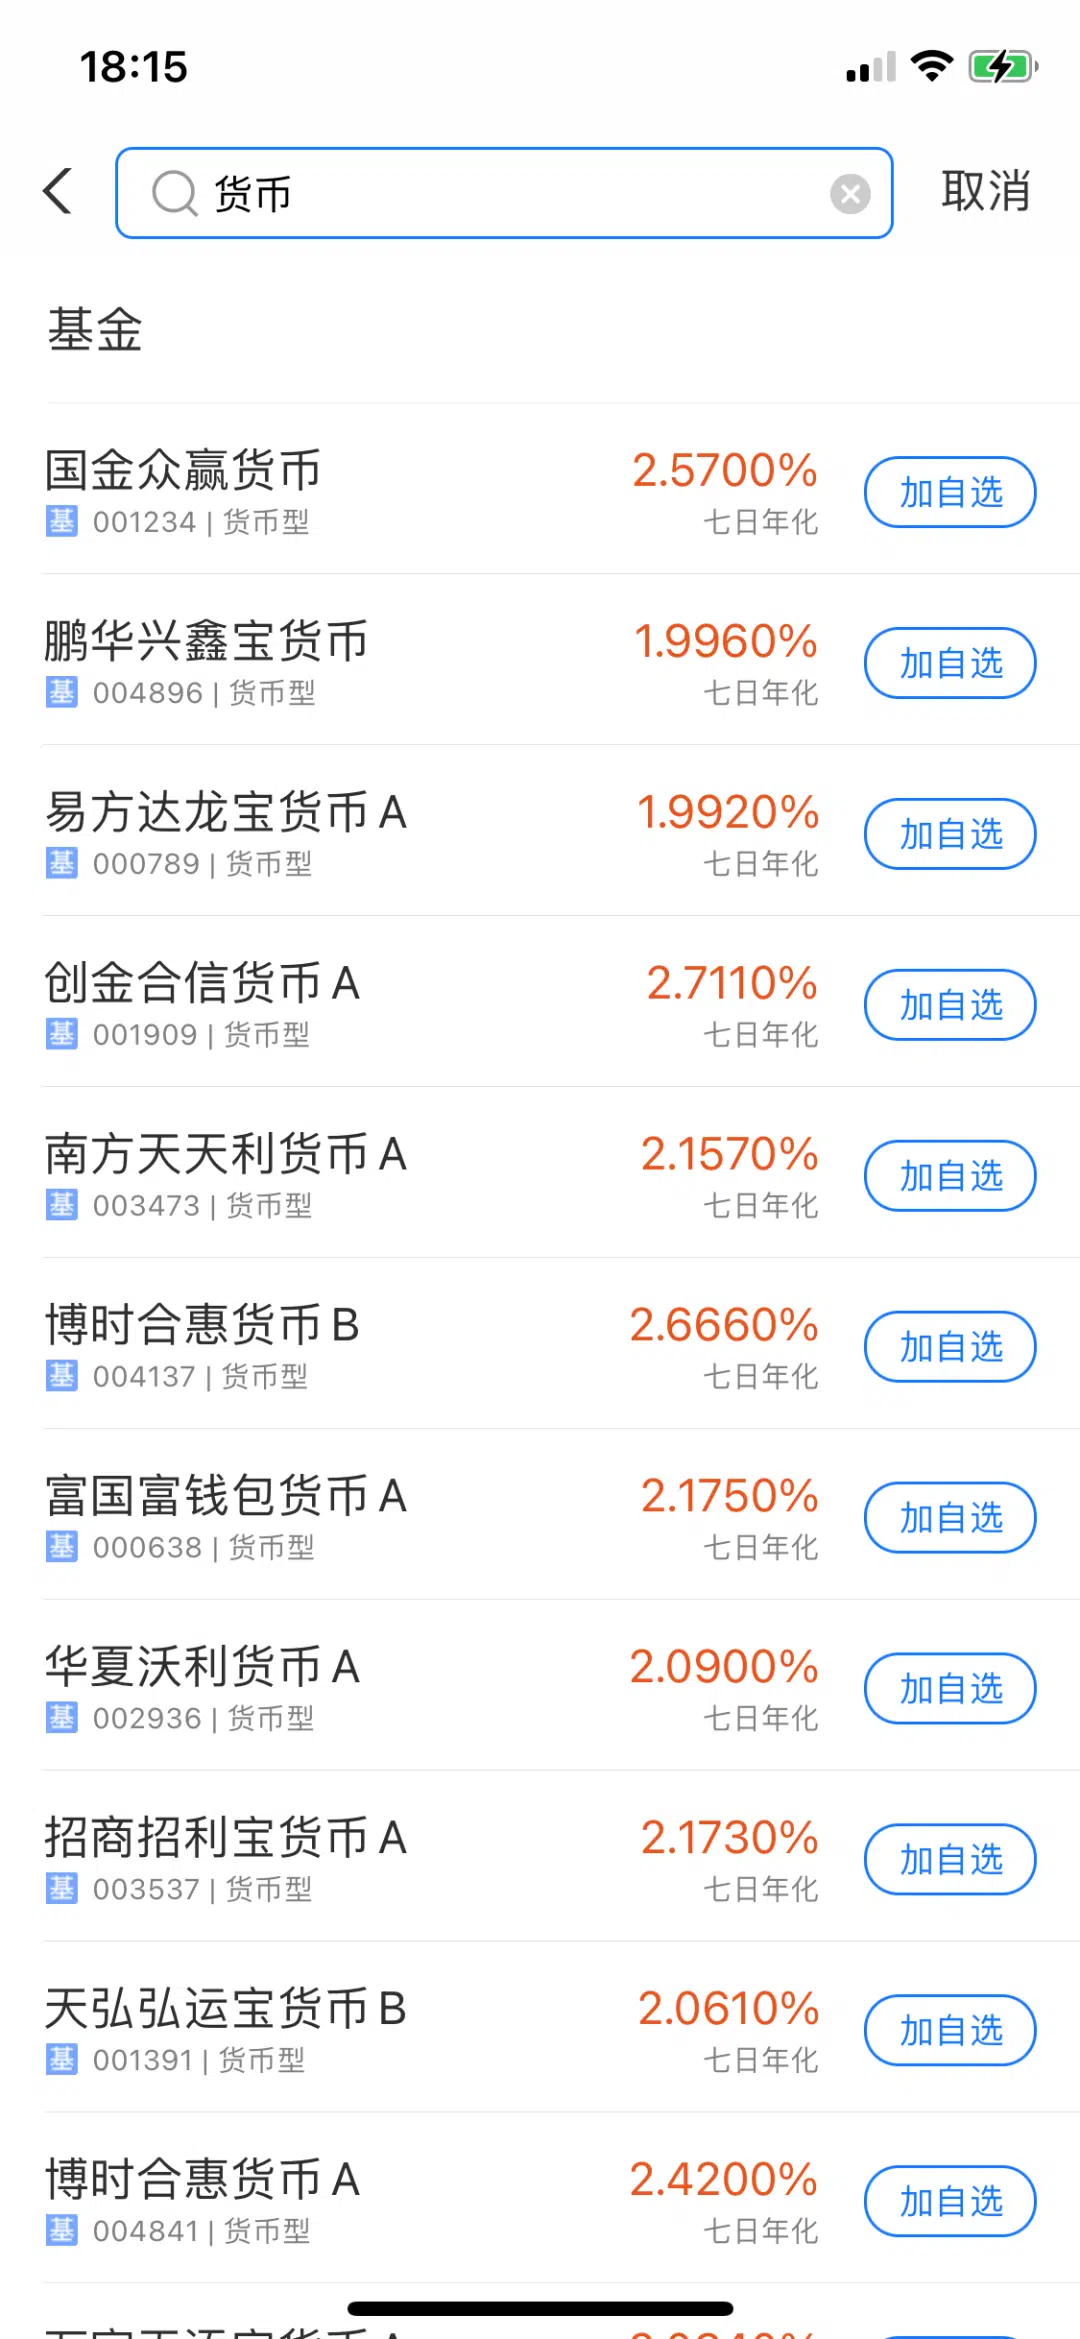 18:15
货币
取消
基金
国金众赢货币
2.5700%
加自选
基 001234 | 货币型
七日年化
鹏华兴鑫宝货币
1.9960%
加自选
基 004896 | 货币型
七日年化
易方达龙宝货币 A
1.9920%
加自选
基 000789 | 货币型
七日年化
创金合信货币 A
2.7110%
加自选
基 001909 | 货币型
七日年化
南方天天利货币 A
2.1570%
加自选
基 003473 | 货币型
七日年化
博时合惠货币 B
2.6660%
加自选
基 004137 | 货币型
七日年化
富国富钱包货币 A
2.1750%
加自选
基 000638 | 货币型
七日年化
华夏沃利货币 A
2.0900%
加自选
基 002936 | 货币型
七日年化
招商招利宝货币 A
2.1730%
加自选
基 003537 | 货币型
七日年化
天弘弘运宝货币 B
2.0610%
加自选
基 001391 | 货币型
七日年化
博时合惠货币 A
2.4200%
加自选
基 004841 | 货币型
七日年化